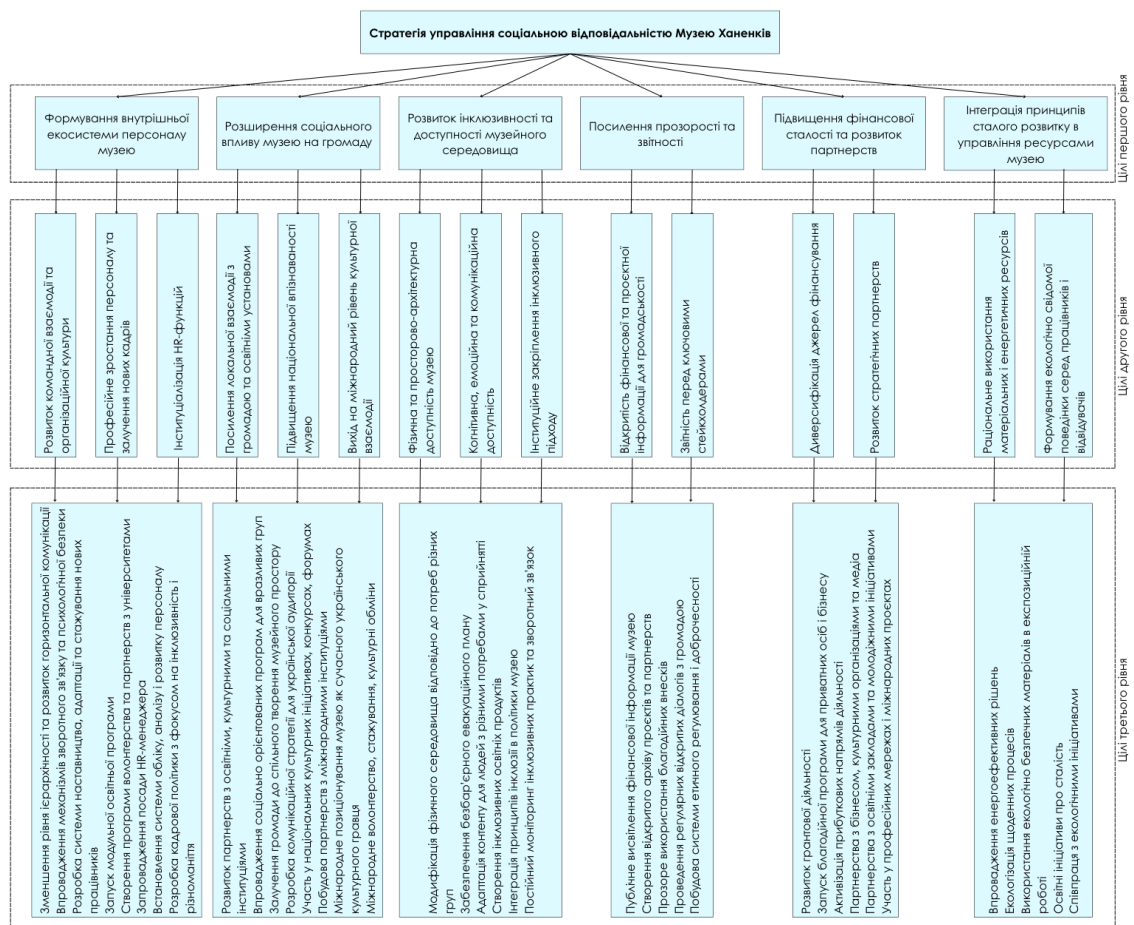 Стратегія управління соціальною відповідальністю Музею Ханенків
Формування внутрішньої
екосистеми персоналу
музею
Розширення соціального
впливу музею на громаду
Розвиток інклюзивності та
доступності музейного
середовища
Посилення прозорості та
звітності
Підвищення фінансової
сталості та розвиток
партнерств
Інтеграція принципів
сталого розвитку в
управління ресурсами
музею
Цілі першого рівня
Розвиток командної взаємодії та
організаційної культури
Професійне зростання персоналу та
залучення нових кадрів
Інституціалізація HR-функцій
Посилення локальної взаємодії з
громадою та освітніми установами
Підвищення національної впізнаваності
музею
Вихід на міжнародний рівень культурної
взаємодії
Фізична та просторово-архітектурна
доступність музею
Когнітивна, емоційна та комунікаційна
доступність
Інституційне закріплення інклюзивного
підходу
Відкритість фінансової та проєктної
інформації для громадськості
Звітність перед ключовими
стейкхолдерами
Диверсифікація джерел фінансування
Розвиток стратегічних партнерств
Раціональне використання
матеріальних і енергетичних ресурсів
Формування екологічно свідомої
поведінки серед працівників і
відвідувачів
Цілі другого рівня
Зменшення рівня ієрархічності та розвиток горизонтальної комунікації
Впровадження механізмів зворотного зв'язку та психологічної безпеки
Розробка системи наставництва, адаптації та стажування нових
працівників
Запуск модульної освітньої програми
Створення програми волонтерства та партнерств з університетами
Запровадження посади HR-менеджера
Встановлення системи обліку, аналізу і розвитку персоналу
Розробка кадрової політики з фокусом на інклюзивність і
різноманіття
Розвиток партнерств з освітніми, культурними та соціальними
інституціями
Впровадження соціально орієнтованих програм для вразливих груп
Залучення громади до спільного творення музейного простору
Розробка комунікаційної стратегії для української аудиторії
Участь у національних культурних ініціативах, конкурсах, форумах
Побудова партнерств з міжнародними інституціями
Міжнародне позиціонування музею як сучасного українського
культурного гравця
Міжнародне волонтерство, стажування, культурні обміни
Модифікація фізичного середовища відповідно до потреб різних
груп
Забезпечення безбар'єрного евакуаційного плану
Адаптація контенту для людей з різними потребами у сприйнятті
Створення інклюзивних освітніх продуктів
Інтеграція принципів інклюзії в політики музею
Постійний моніторинг інклюзивних практик та зворотний зв'язок
Публічне висвітлення фінансової інформації музею
Створення відкритого архіву проєктів та партнерств
Прозоре використання благодійних внесків
Проведення регулярних відкритих діалогів з громадою
Побудова системи етичного регулювання і доброчесності
Розвиток грантової діяльності
Запуск благодійної програми для приватних осіб і бізнесу
Активізація прибуткових напрямів діяльності
Партнерства з бізнесом, культурними організаціями та медіа
Партнерства з освітніми закладами та молодіжними ініціативами
Участь у професійних мережах і міжнародних проєктах
Впровадження енергоефективних рішень
Екологізація щоденних процесів
Використання екологічно безпечних матеріалів в експозиційній
роботі
Освітні ініціативи про сталість
Співпраця з екологічними ініціативами
Цілі третього рівня